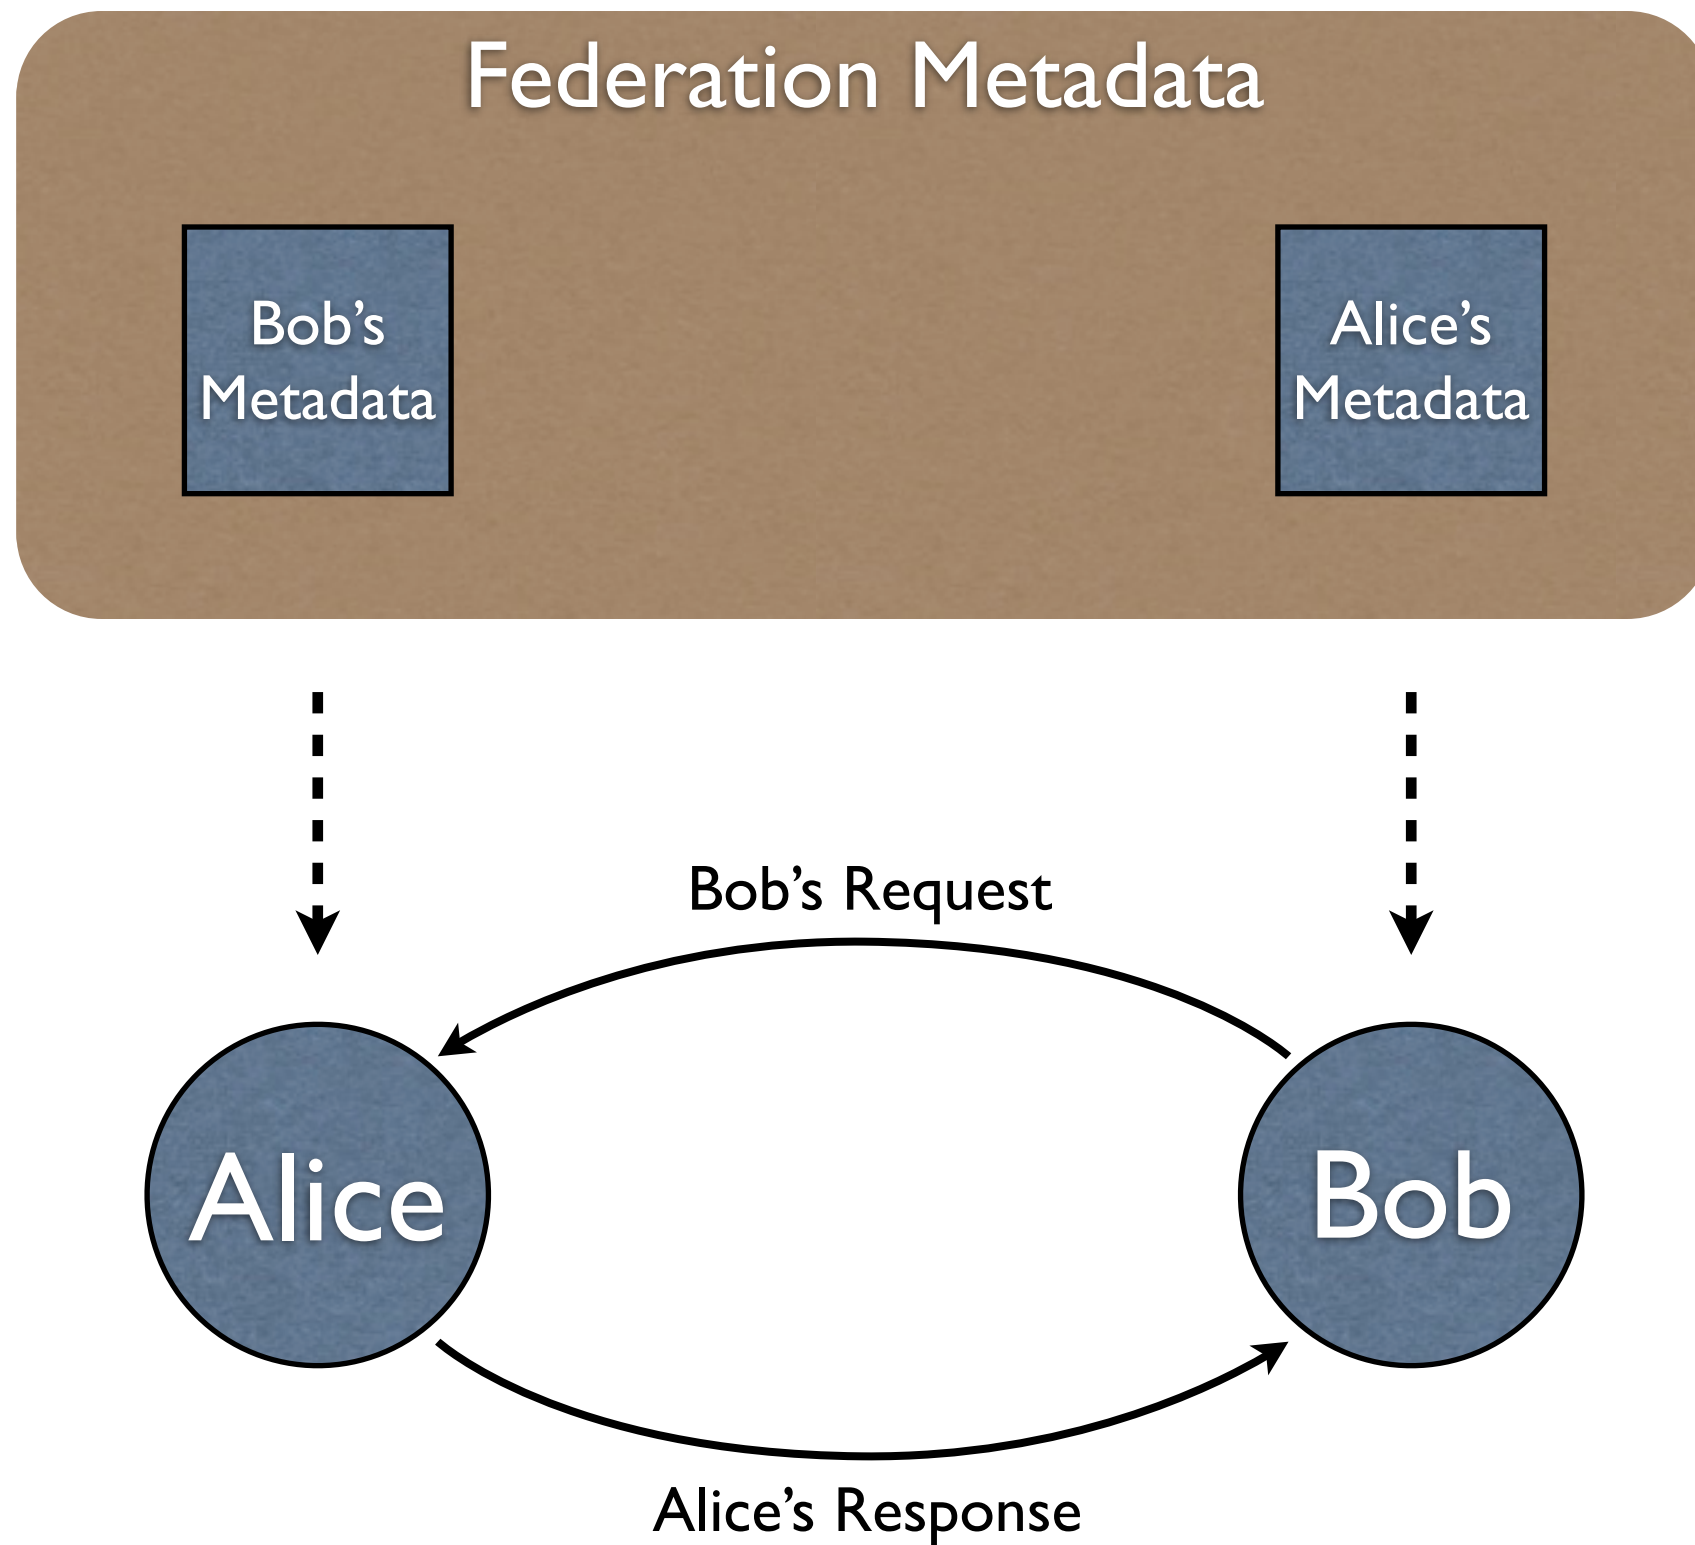 Federation Metadata
Bob’s
Metadata
Alice’s
Metadata
Bob’s Request
Alice
Bob
Alice’s Response